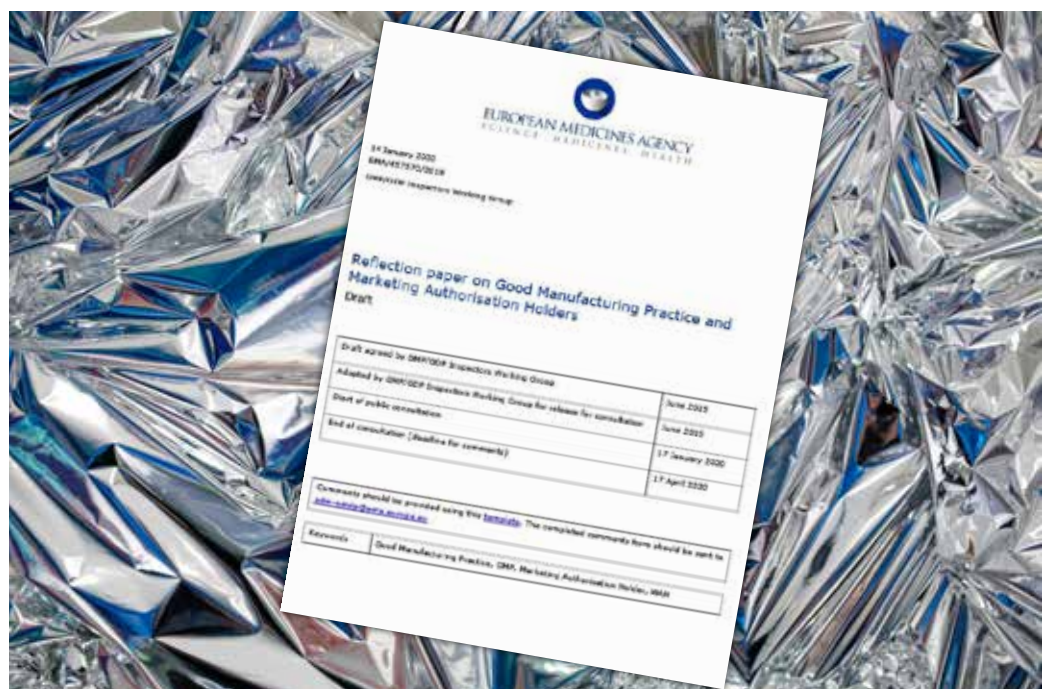 EUROPEAN MEDICINES AGENCY
SCIENCE MEDICINES HEALTH
January 2020
GMP/GDP Inspectors Working Group
Reflection paper on Good Manufacturing Practice and
Marketing Authorisation Holders
Draft
Draft agreed by GMP/GDP Inspectors Working Group
June 2019
Adopted by GMP/GDP Inspectors Working Group for release for consultation
June 2019
Start of public consultation
17 January 2020
End of consultation (deadline for comments)
17 April 2020
Comments should be provided using this template. The completed comments form should be sent to
Keywords
Good Manufacturing Practice, GMP, Marketing Authorisation Holder, MAH